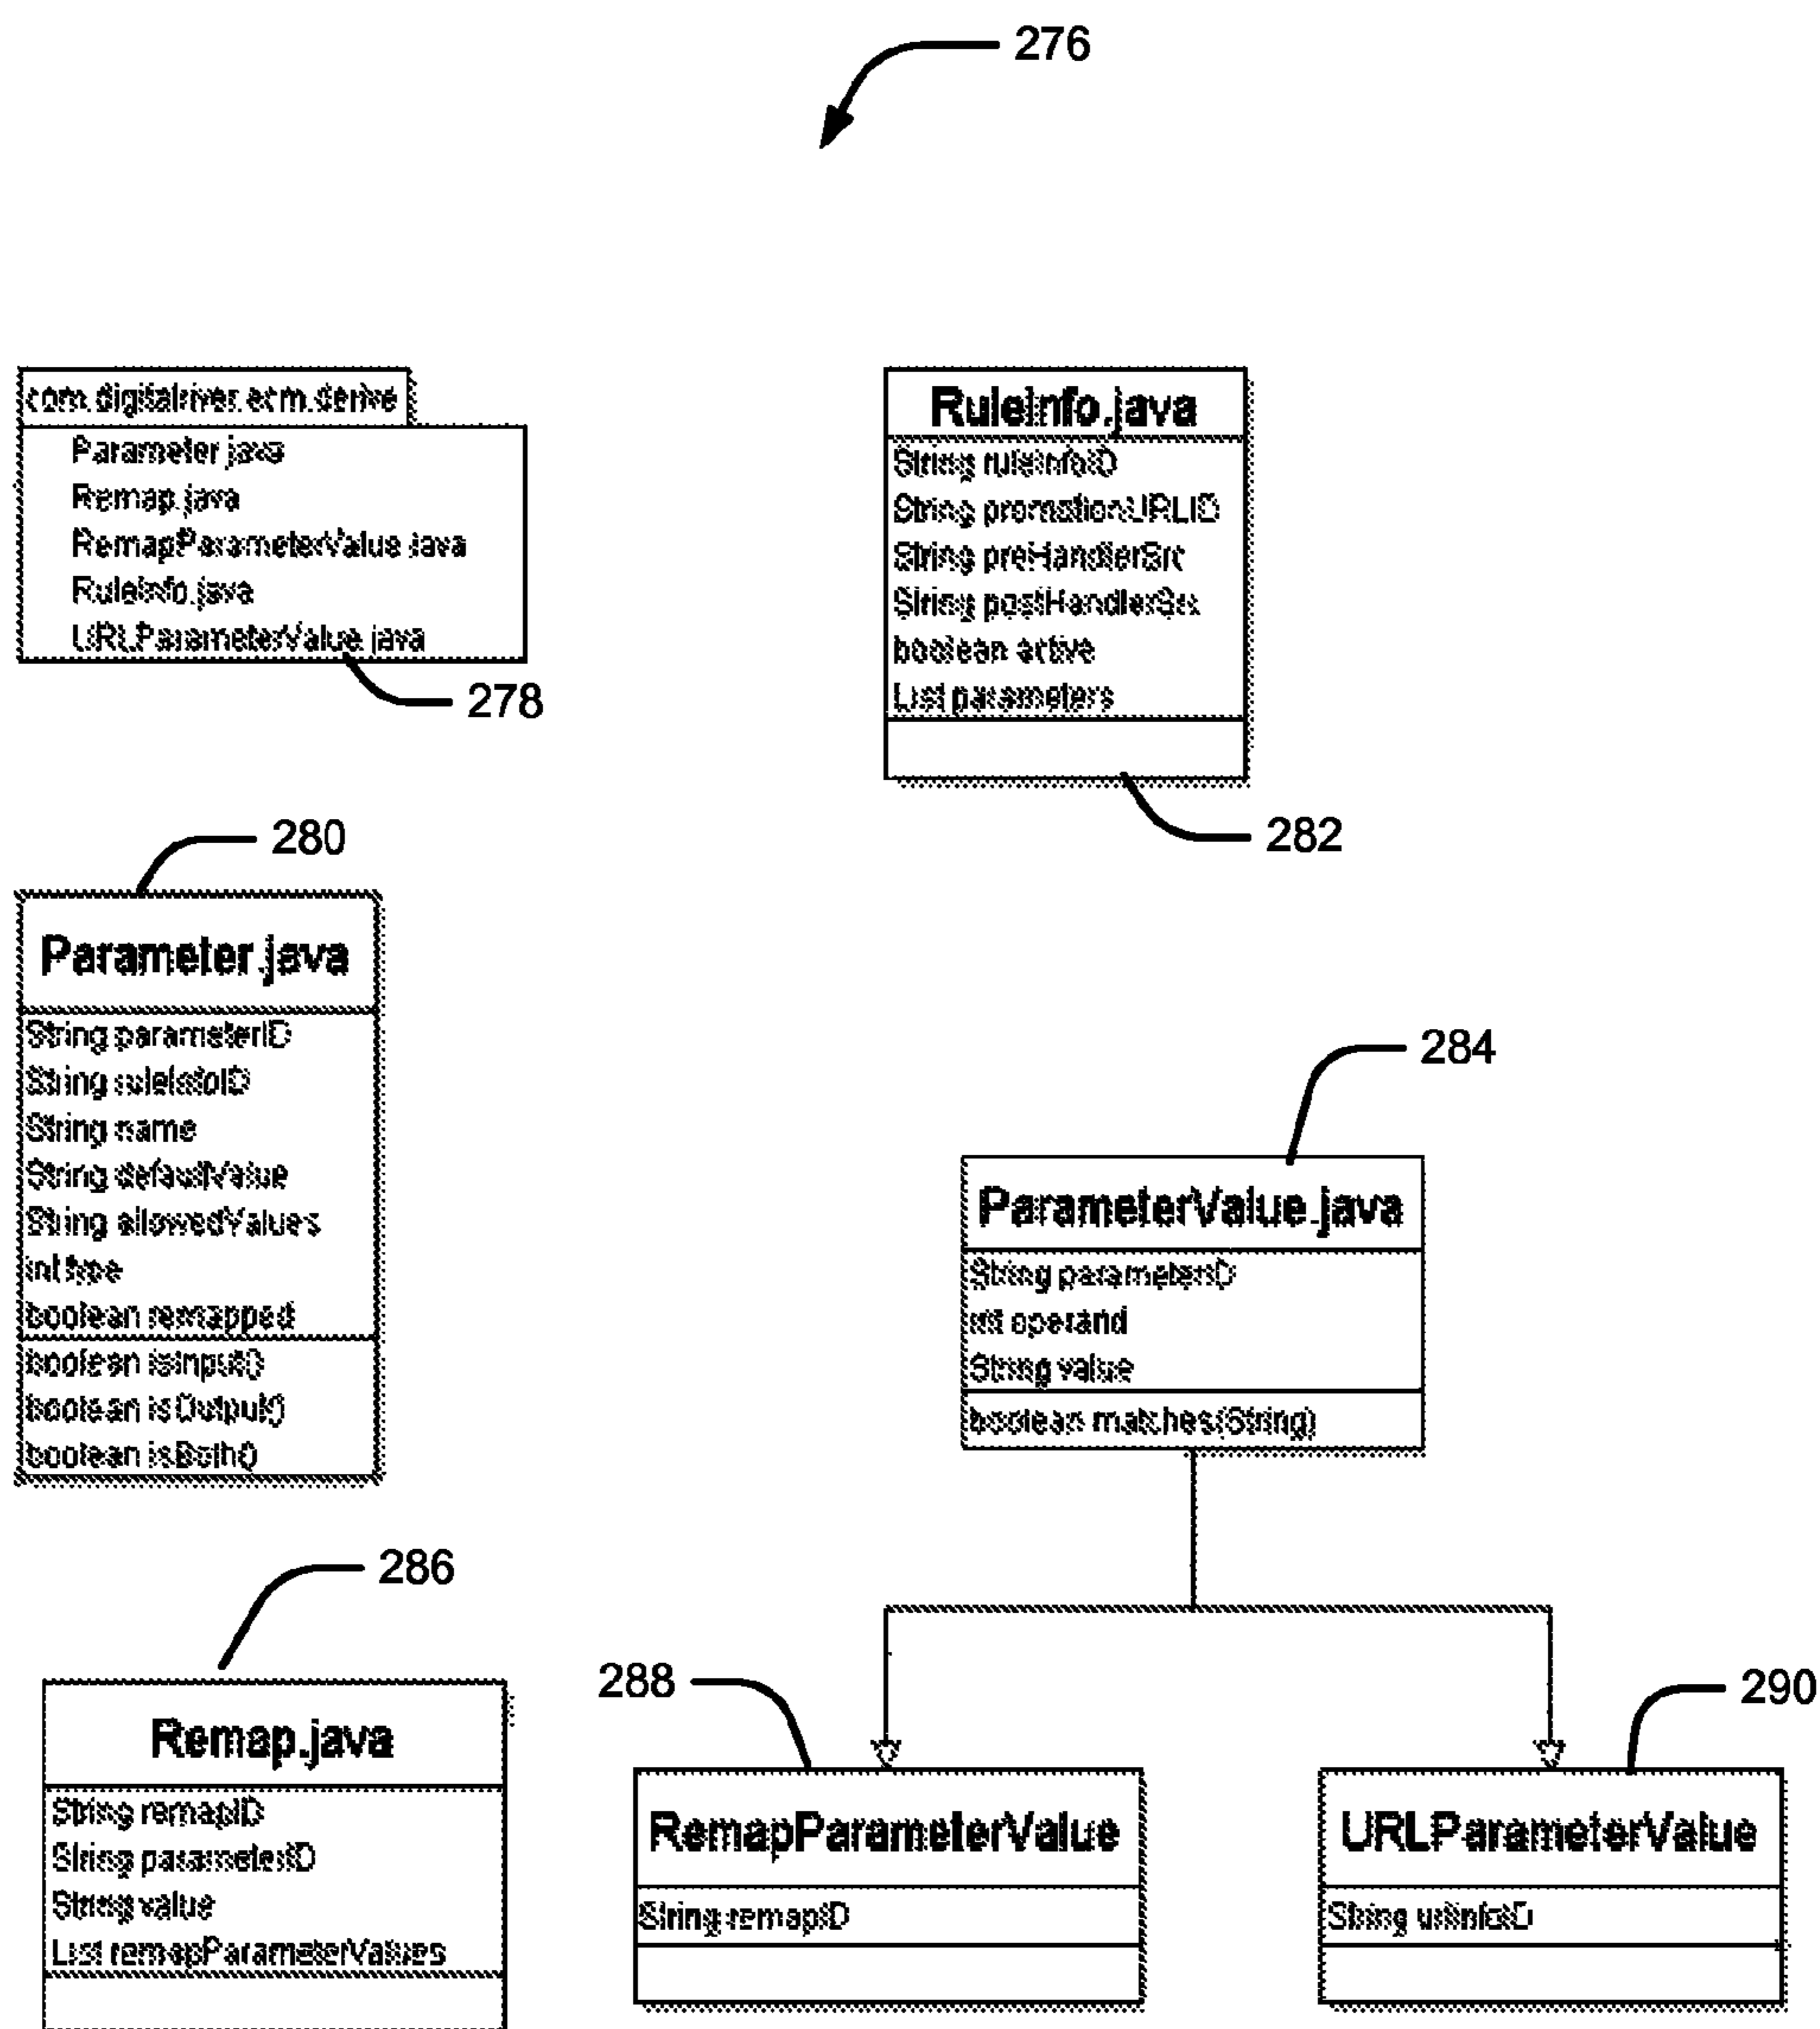 276
com.digitalriver.ecm.derive
Parameter.java
Remap.java
RemapParameterValue.java
RuleInfo.java
URLParameterValue.java
278
RuleInfo.java
String ruleInfoID
String promotionURLID
String preHandlerSrc
String postHandlerSrc
boolean active
List parameters
282
280
Parameter.java
String parameterID
String ruleInfoID
String name
String defaultValue
String allowedValues
int type
boolean remapped
boolean isInput()
boolean isOutput()
boolean isBoth()
284
ParameterValue.java
String parameterID
int operand
String value
boolean matches(String)
286
Remap.java
String remapID
String parameterID
String value
List remapParameterValues
288
RemapParameterValue
String remapID
290
URLParameterValue
String urlInfoID